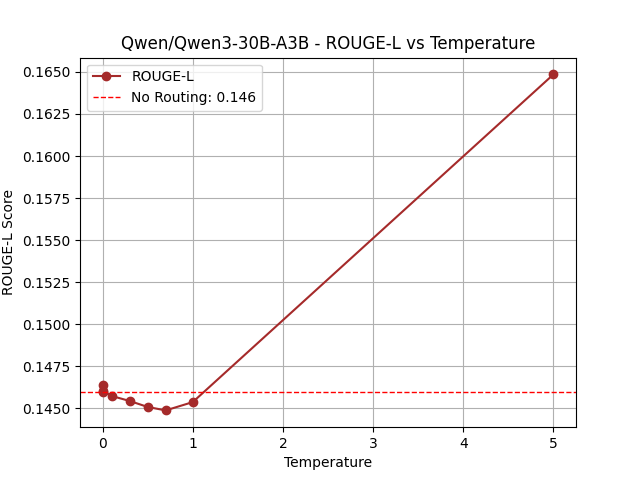 Qwen/Qwen3-30B-A3B - ROUGE-L vs Temperature
ROUGE-L
No Routing: 0.146
ROUGE-L Score
0.1650
0.1625
0.1600
0.1575
0.1550
0.1525
0.1500
0.1475
0.1450
0 1 2 3 4 5
Temperature